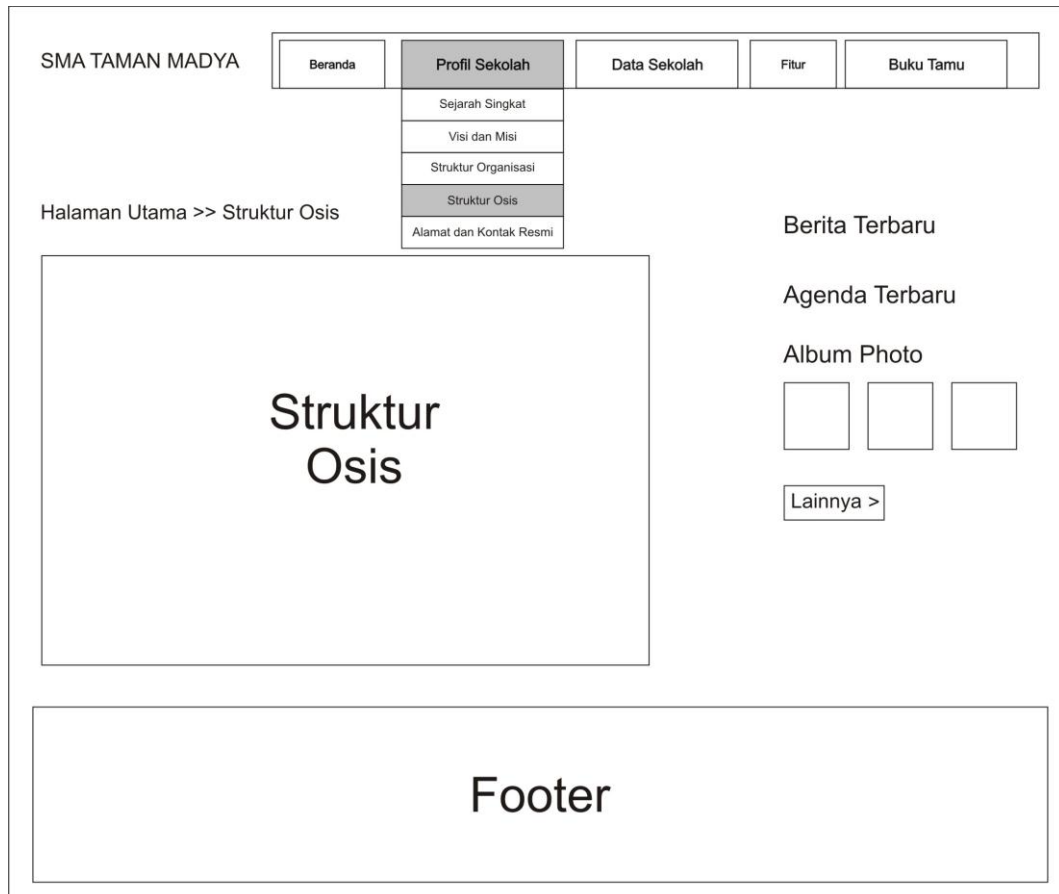 SMA TAMAN MADYA
Beranda
Profil Sekolah
Data Sekolah
Fitur
Buku Tamu
Sejarah Singkat
Visi dan Misi
Struktur Organisasi
Struktur Osis
Alamat dan Kontak Resmi
Halaman Utama >> Struktur Osis
Struktur
Osis
Berita Terbaru
Agenda Terbaru
Album Photo
Lainnya >
Footer